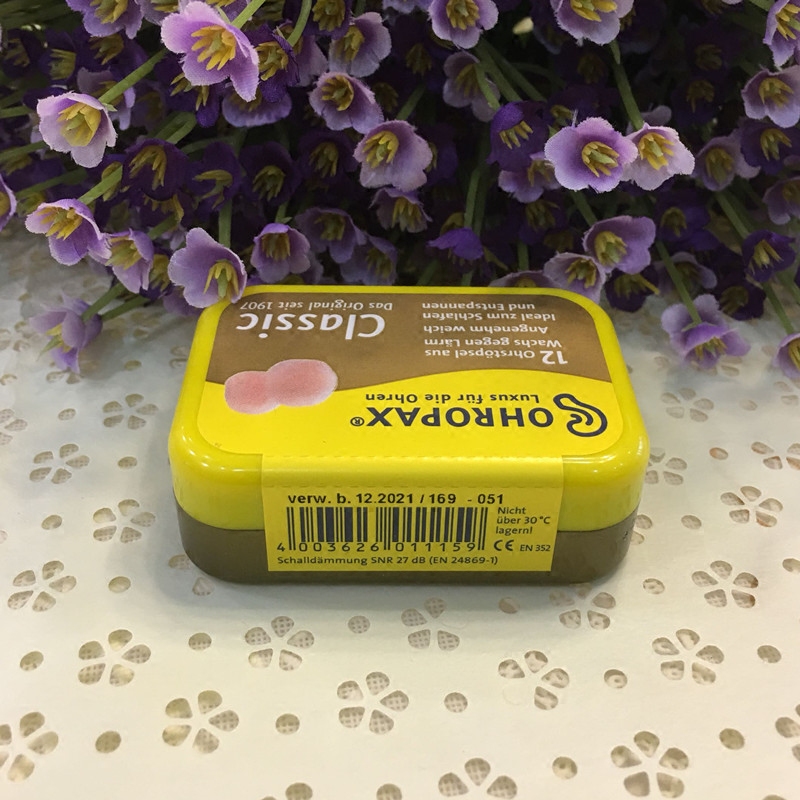 OHROPAX®
Luxus für die Ohren
12 Ohrstöpsel aus
Wachs gegen Lärm
Angenehm weich
Ideal zum Schlafen
und Entspannen
Classic
Das Original seit 1907
verw. b. 12.2021 / 169 - 051
Nicht
über 30°C
lagern!
4 003626 011159
CE EN 352
Schalldämmung SNR 27 dB (EN 24869-1)